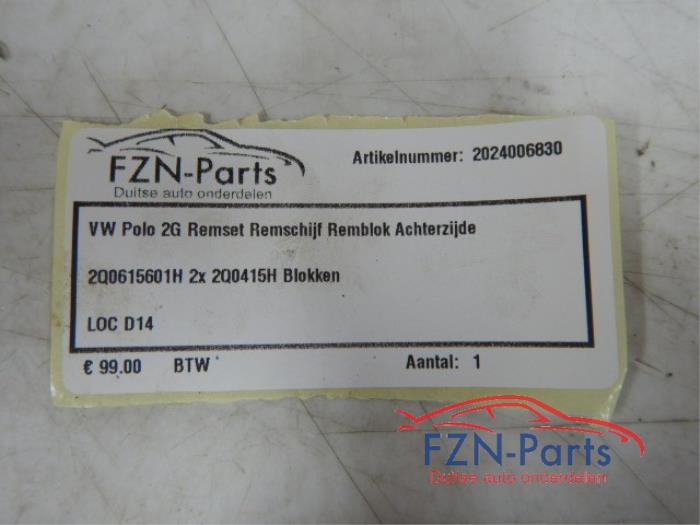 FZN-Parts
Duitse auto onderdelen
Artikelnummer: 2024006830
VW Polo 2G Remset Remschijf Remblok Achterzijde
2Q0615601H 2x 2Q0415H Blokken
LOC D14
€ 99.00 BTW Aantal: 1
FZN-Parts
Duitse auto onderdelen